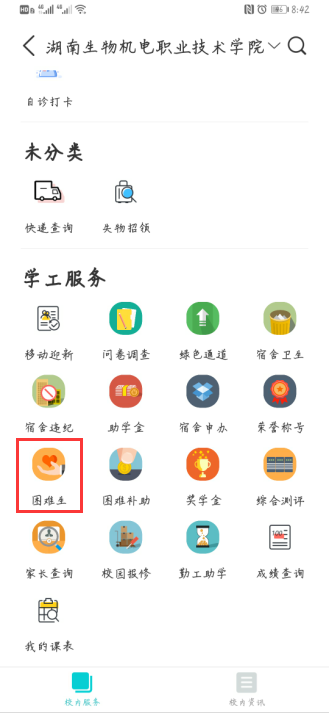 HD 46 46 8:42
湖南生物机电职业技术学院
自诊打卡
未分类
快递查询 失物招领
学工服务
移动迎新 问卷调查 绿色通道 宿舍卫生
宿舍违纪 助学金 宿舍申办 荣誉称号
困难生 困难补助 奖学金 综合测评
家长查询 校园报修 勤工助学 成绩查询
我的课表
校内服务 校内资讯